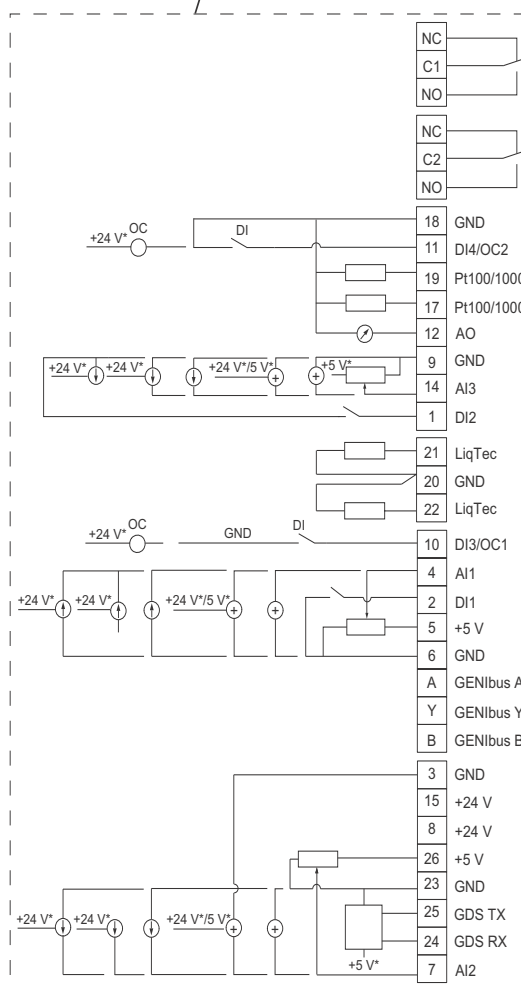 NC
C1
NO
NC
C2
NO
18 GND
+24 V* OC DI 11 DI4/OC2
19 Pt100/1000
17 Pt100/1000
12 AO
9 GND
+24 V* +24 V* +24 V*/5 V* +5 V*
14 AI3
1 DI2
21 LiqTec
20 GND
22 LiqTec
+24 V* OC GND DI 10 DI3/OC1
4 AI1
+24 V* +24 V* +24 V*/5 V* 2 DI1
5 +5 V
6 GND
A GENIbus A
Y GENIbus Y
B GENIbus B
3 GND
15 +24 V
8 +24 V
26 +5 V
23 GND
+24 V* +24 V* +24 V*/5 V* 25 GDS TX
24 GDS RX
+5 V* 7 AI2